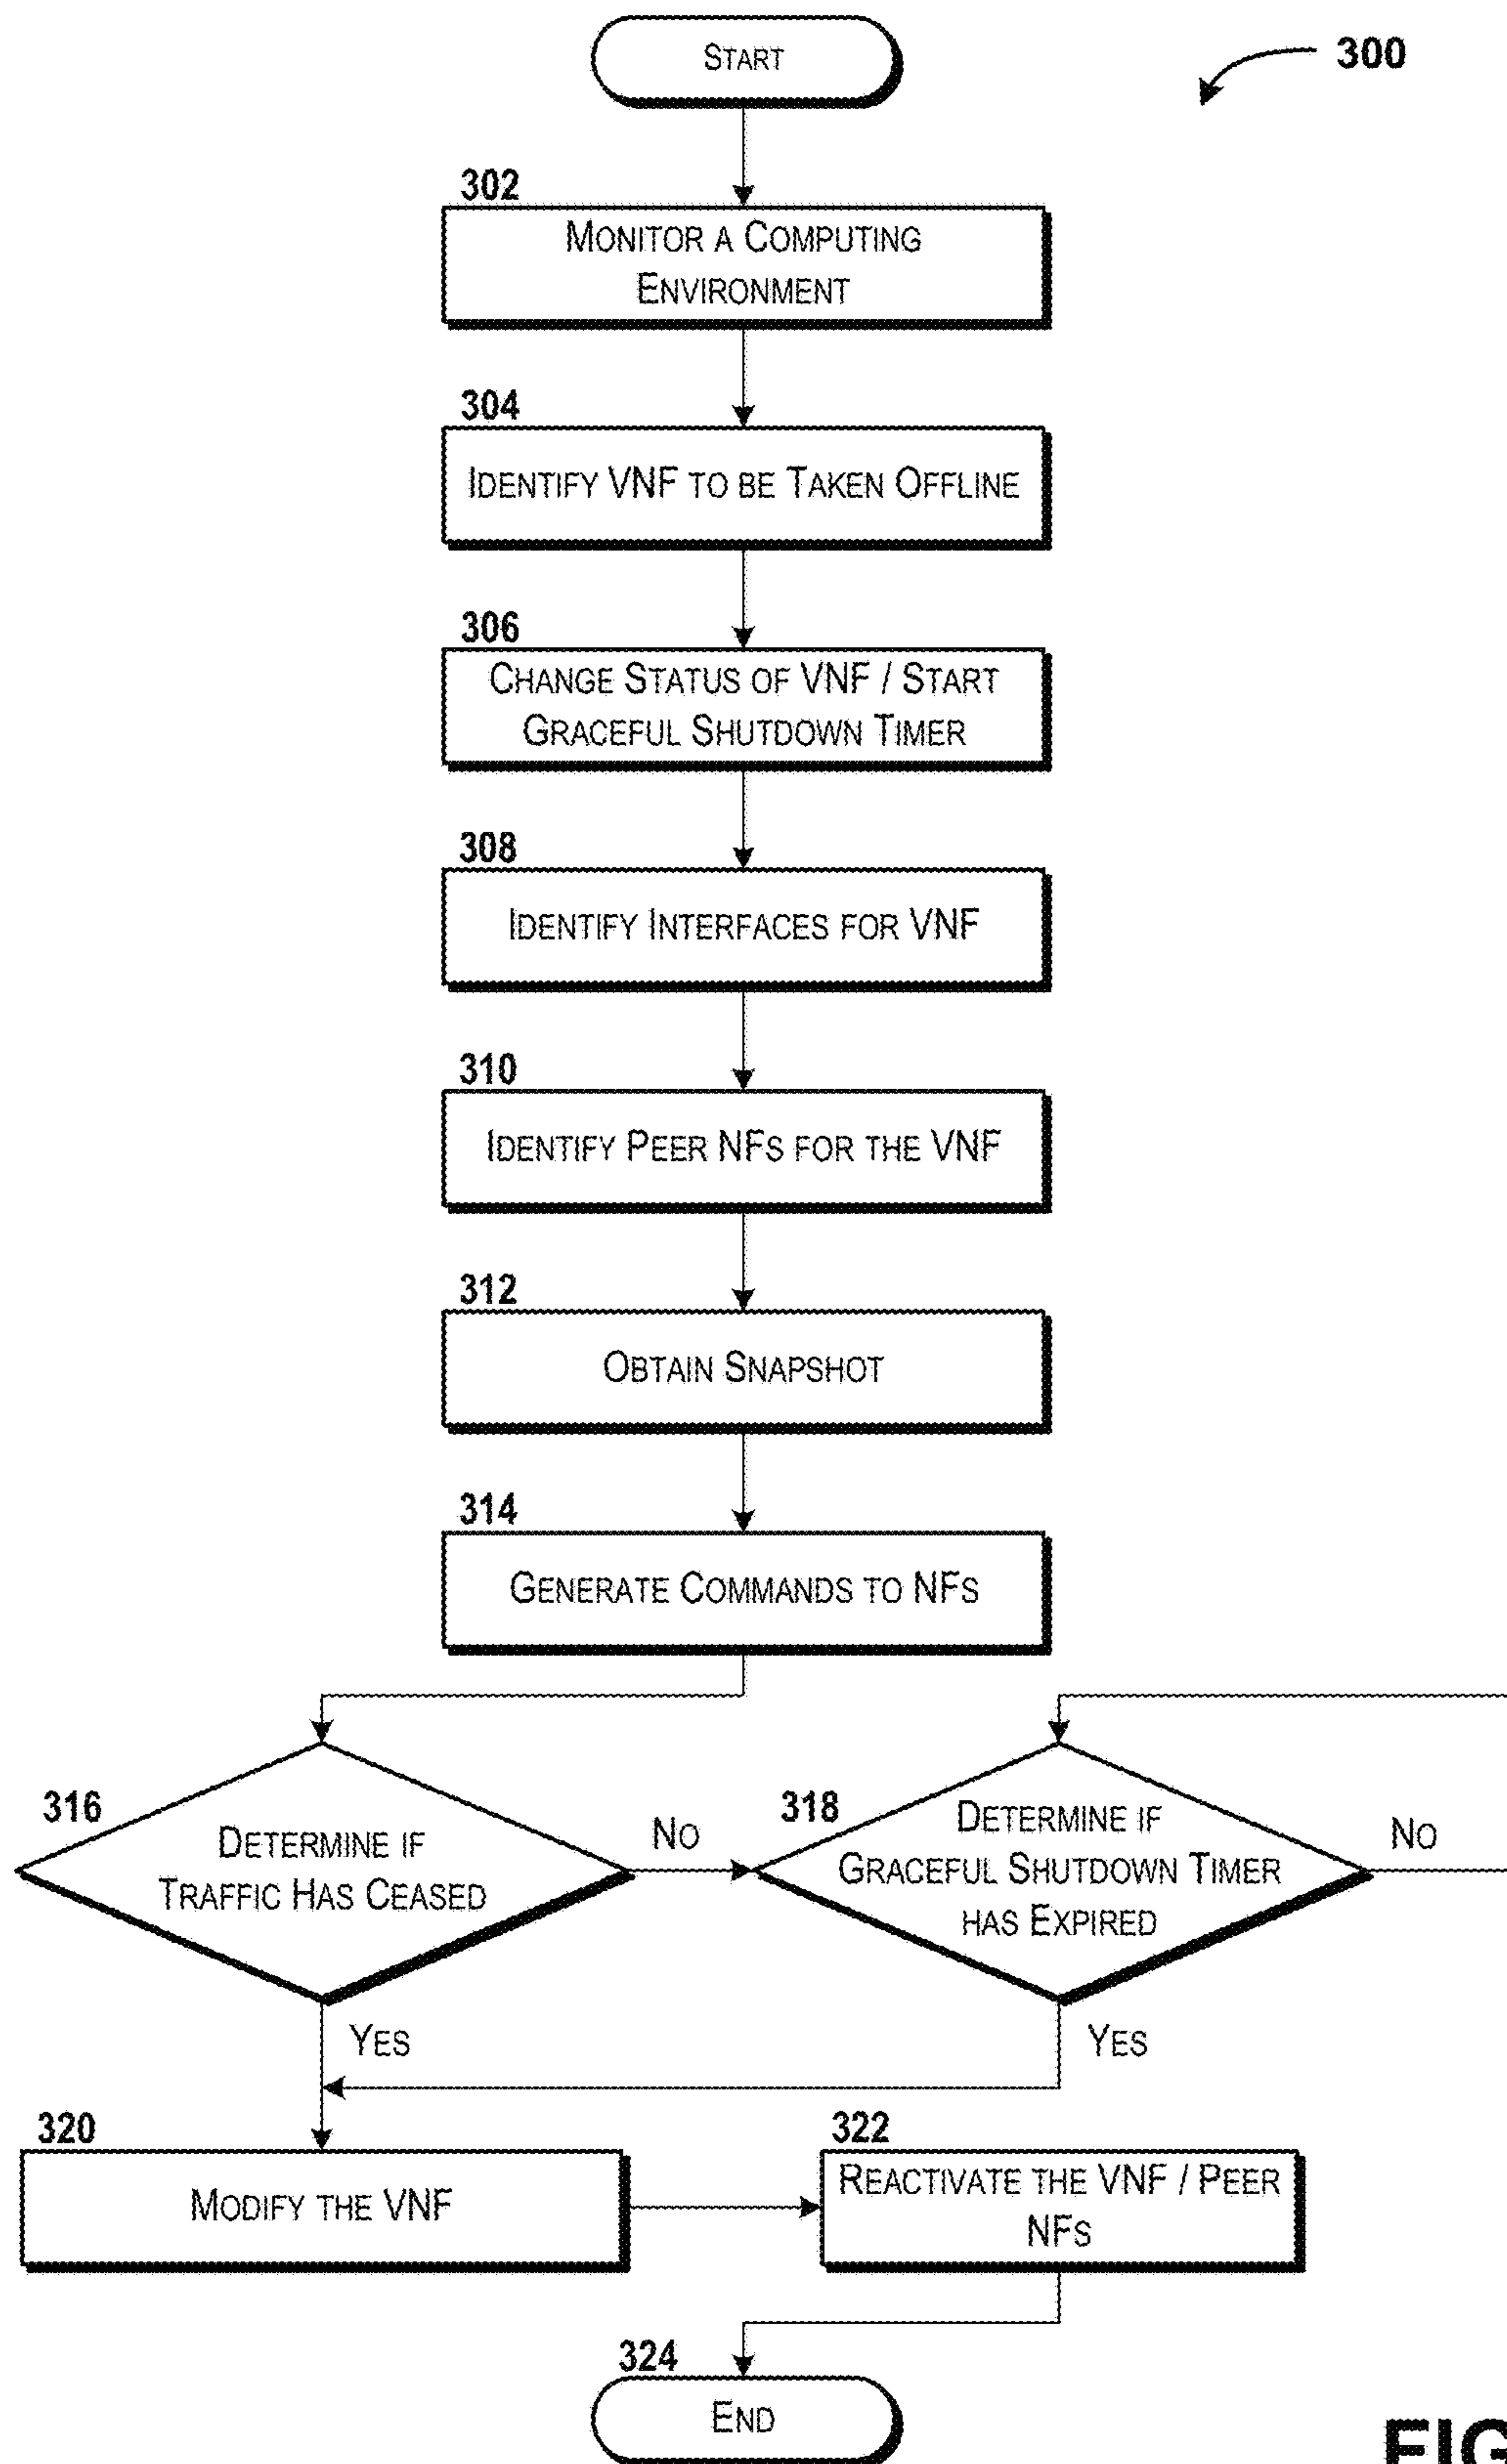 START
300
302
MONITOR A COMPUTING
ENVIRONMENT
304
IDENTIFY VNF TO BE TAKEN OFFLINE
306
CHANGE STATUS OF VNF / START
GRACEFUL SHUTDOWN TIMER
308
IDENTIFY INTERFACES FOR VNF
310
IDENTIFY PEER NFS FOR THE VNF
312
OBTAIN SNAPSHOT
314
GENERATE COMMANDS TO NFS
316
DETERMINE IF
TRAFFIC HAS CEASED
NO
318
DETERMINE IF
GRACEFUL SHUTDOWN TIMER
HAS EXPIRED
NO
YES
YES
320
MODIFY THE VNF
322
REACTIVATE THE VNF / PEER
NFS
324
END
FIG